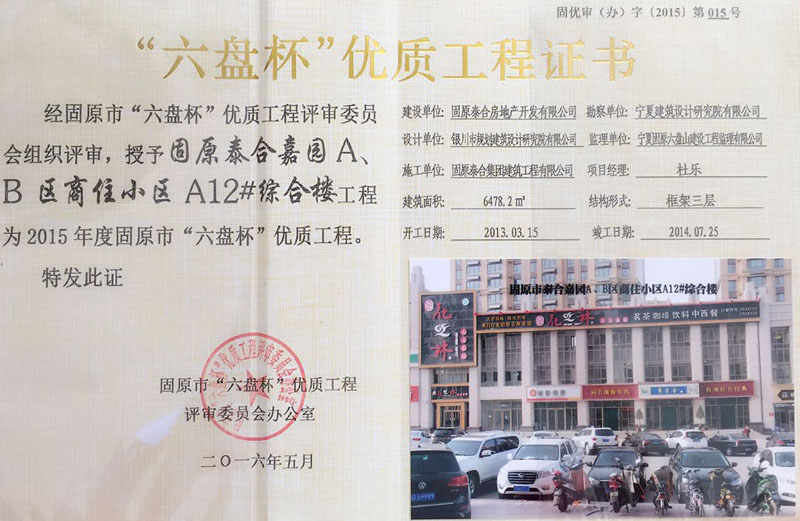 固优审（办）字〔2015〕第015号
“六盘杯”优质工程证书
经固原市“六盘杯”优质工程评审委员
会组织评审，授予固原泰合嘉园A、
B区商住小区A12#综合楼工程
为2015年度固原市“六盘杯”优质工程。
特发此证
固原市“六盘杯”优质工程
评审委员会办公室
二〇一六年五月
建设单位: 固原泰合房地产开发有限公司 勘察单位: 宁夏建筑设计研究院有限公司
设计单位: 银川市规划建筑设计研究院有限公司 监理单位: 宁夏固原六盘山建设工程监理有限公司
施工单位: 固原泰合集团建筑工程有限公司 项目经理: 杜乐
建筑面积: 6478.2㎡ 结构形式: 框架三层
开工日期: 2013.03.15 竣工日期: 2014.07.25
固原市泰合嘉园A、B区商住小区A12#综合楼
茗茶 咖啡 饮料 中西餐